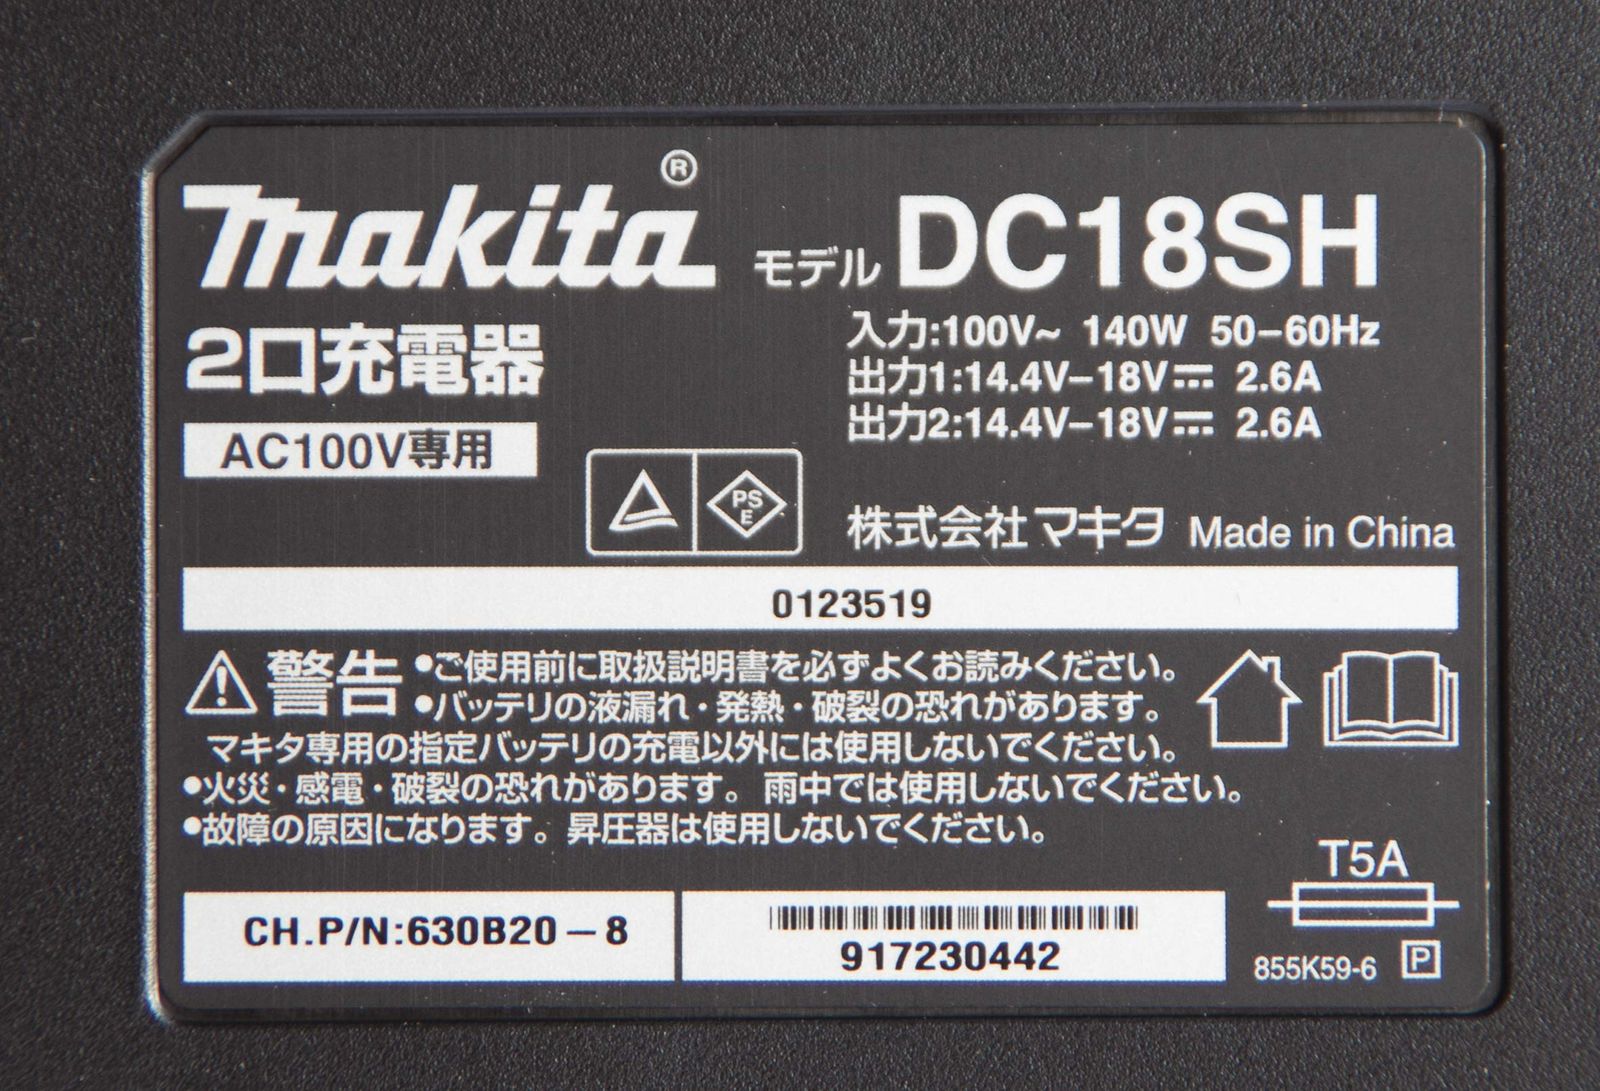 makita®
モデル DC18SH
2口充電器
入力:100V~ 140W 50-60Hz
出力1:14.4V-18V⎓ 2.6A
出力2:14.4V-18V⎓ 2.6A
AC100V専用
PS
E
株式会社マキタ Made in China
0123519
警告 •ご使用前に取扱説明書を必ずよくお読みください。
•バッテリの液漏れ・発熱・破裂の恐れがあります。
マキタ専用の指定バッテリの充電以外には使用しないでください。
•火災・感電・破裂の恐れがあります。雨中では使用しないでください。
•故障の原因になります。昇圧器は使用しないでください。
T5A
CH.P/N:630B20-8
917230442
855K59-6 P